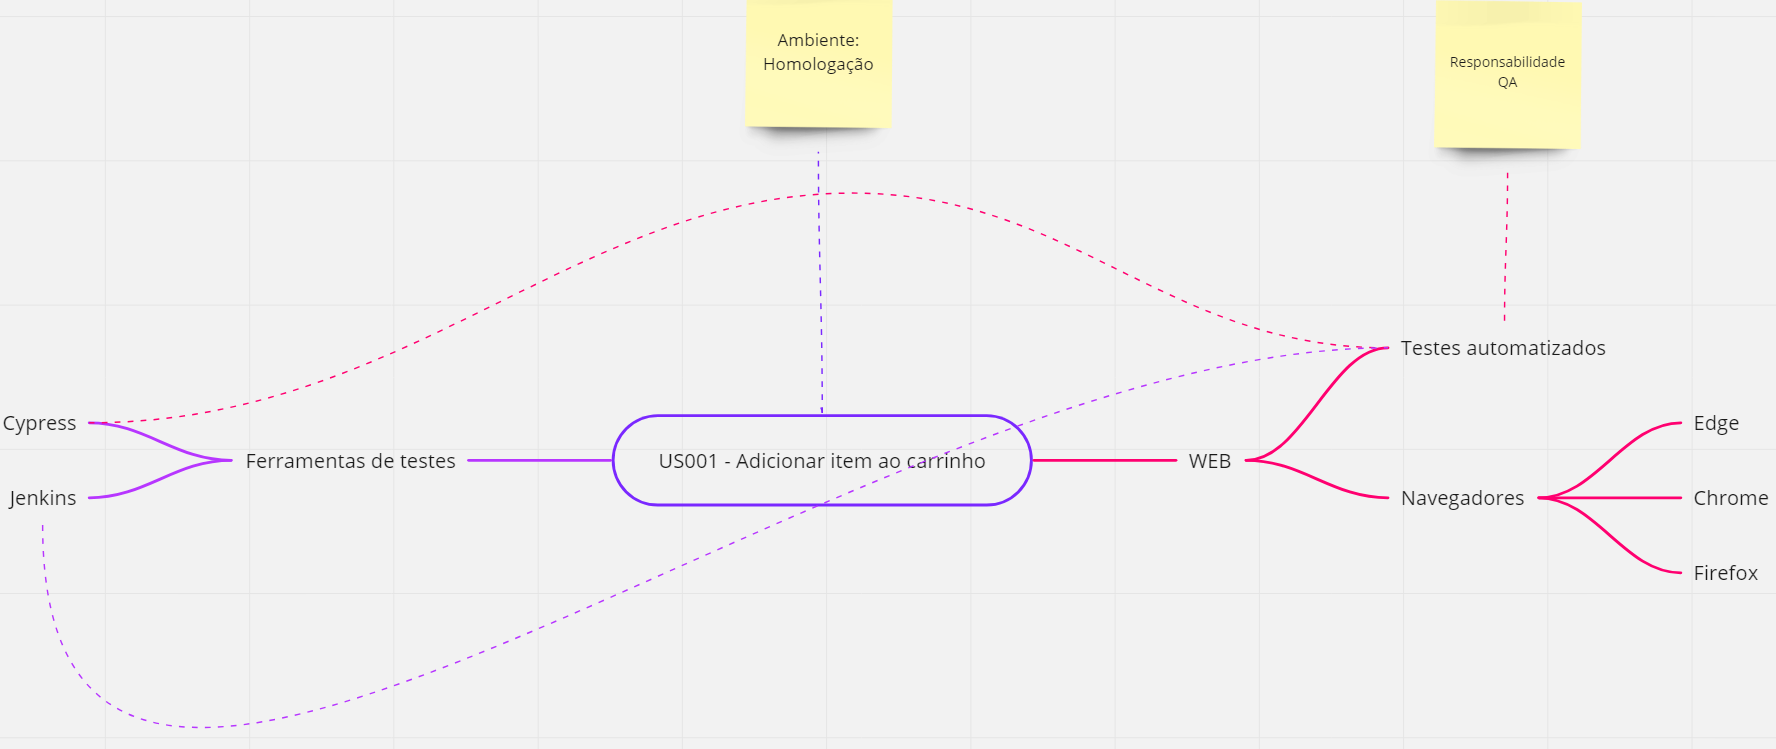 Ambiente:
Homologação
Responsabilidade
QA
Testes automatizados
Cypress
Edge
Ferramentas de testes
US001 - Adicionar item ao carrinho
WEB
Jenkins
Navegadores
Chrome
Firefox